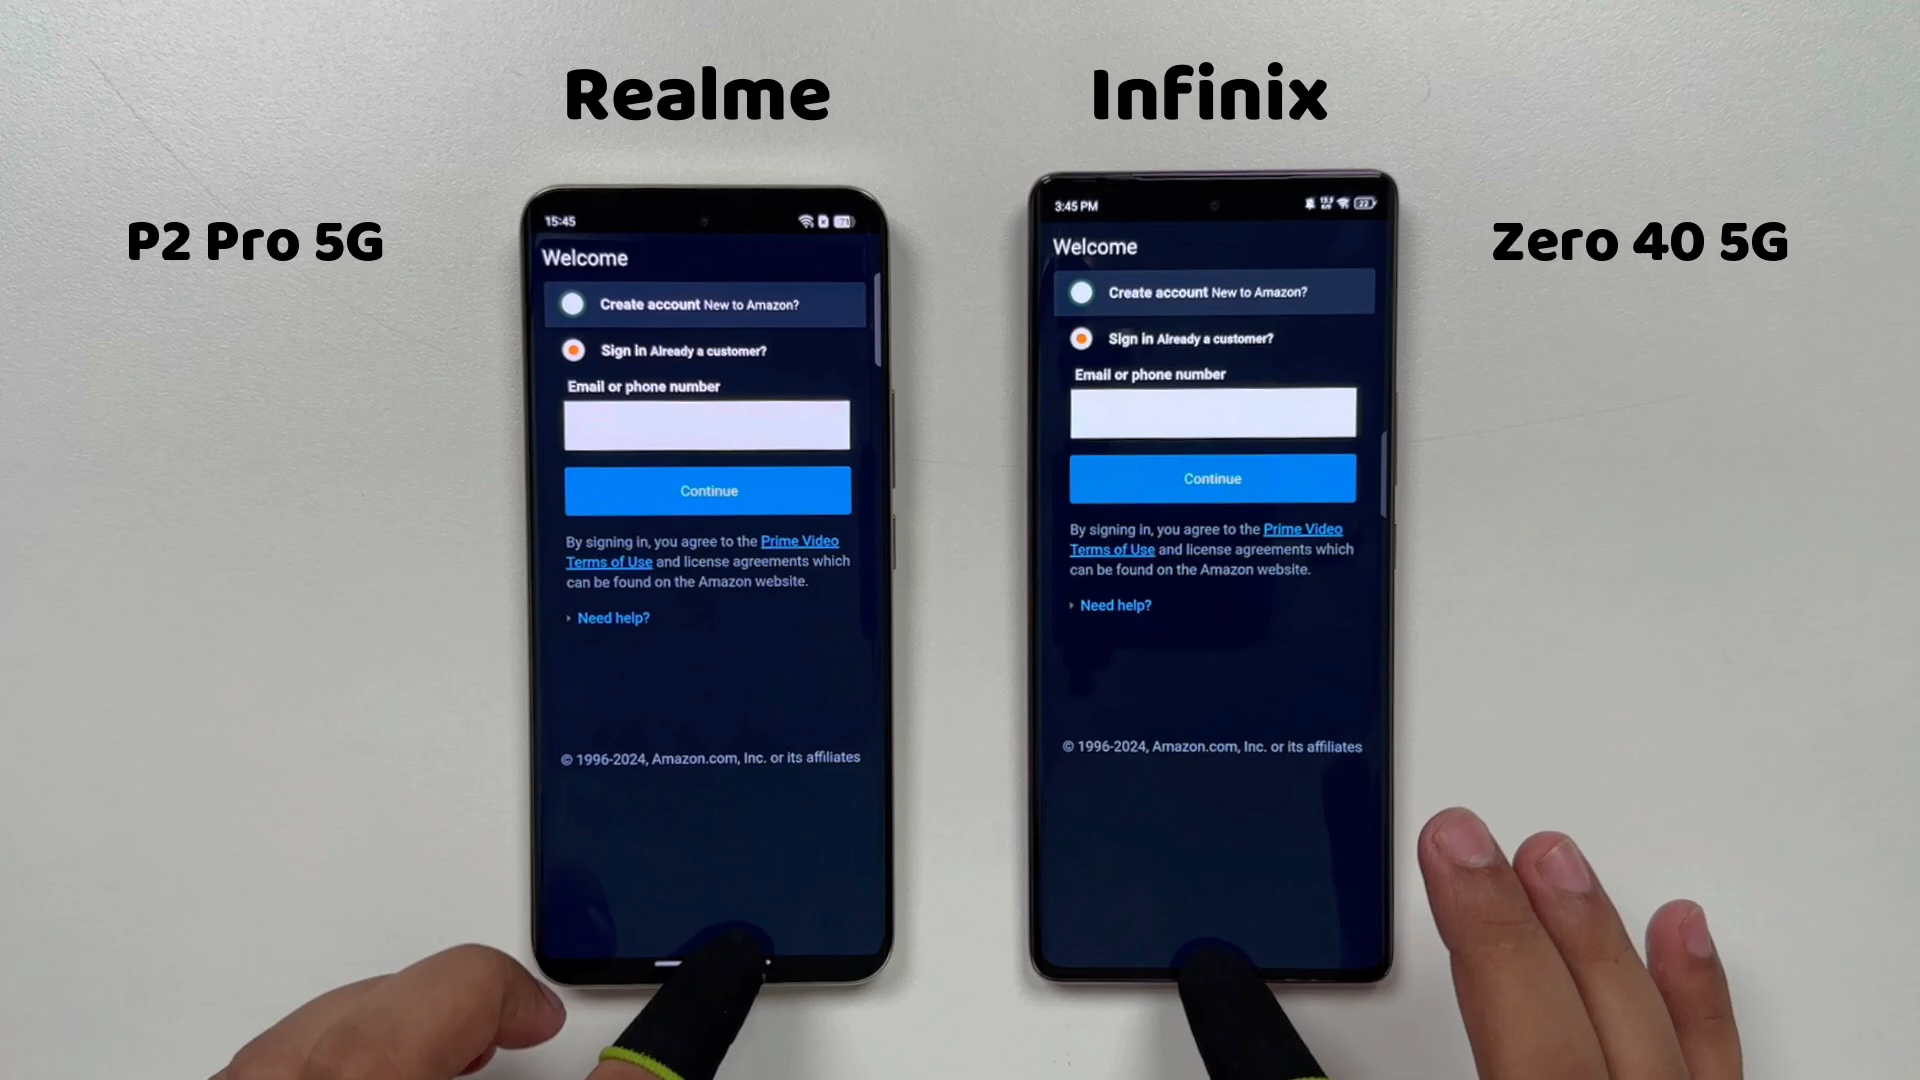 Realme
Infinix
P2 Pro 5G
Zero 40 5G
15:45
71
Welcome
Create account New to Amazon?
Sign in Already a customer?
Email or phone number
Continue
By signing in, you agree to the Prime Video
Terms of Use and license agreements which
can be found on the Amazon website.
Need help?
© 1996-2024, Amazon.com, Inc. or its affiliates
3:45 PM
22
Welcome
Create account New to Amazon?
Sign in Already a customer?
Email or phone number
Continue
By signing in, you agree to the Prime Video
Terms of Use and license agreements which
can be found on the Amazon website.
Need help?
© 1996-2024, Amazon.com, Inc. or its affiliates